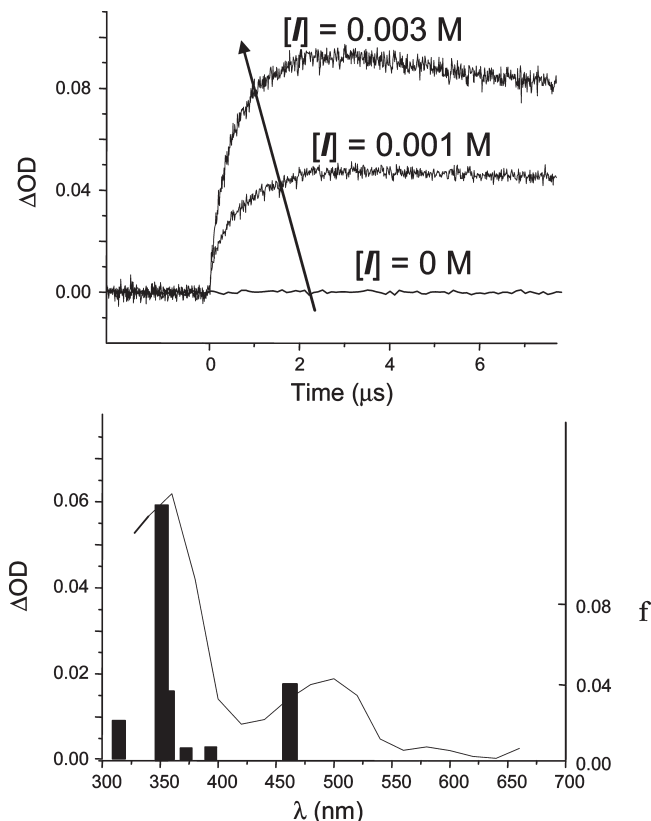 [I] = 0.003 M
0.08
[I] = 0.001 M
ΔOD
0.04
[I] = 0 M
0.00
0 2 4 6
Time (μs)
0.06
ΔOD
0.04
0.08 f
0.02
0.04
0.00 0.00
300 350 400 450 500 550 600 650 700
λ (nm)